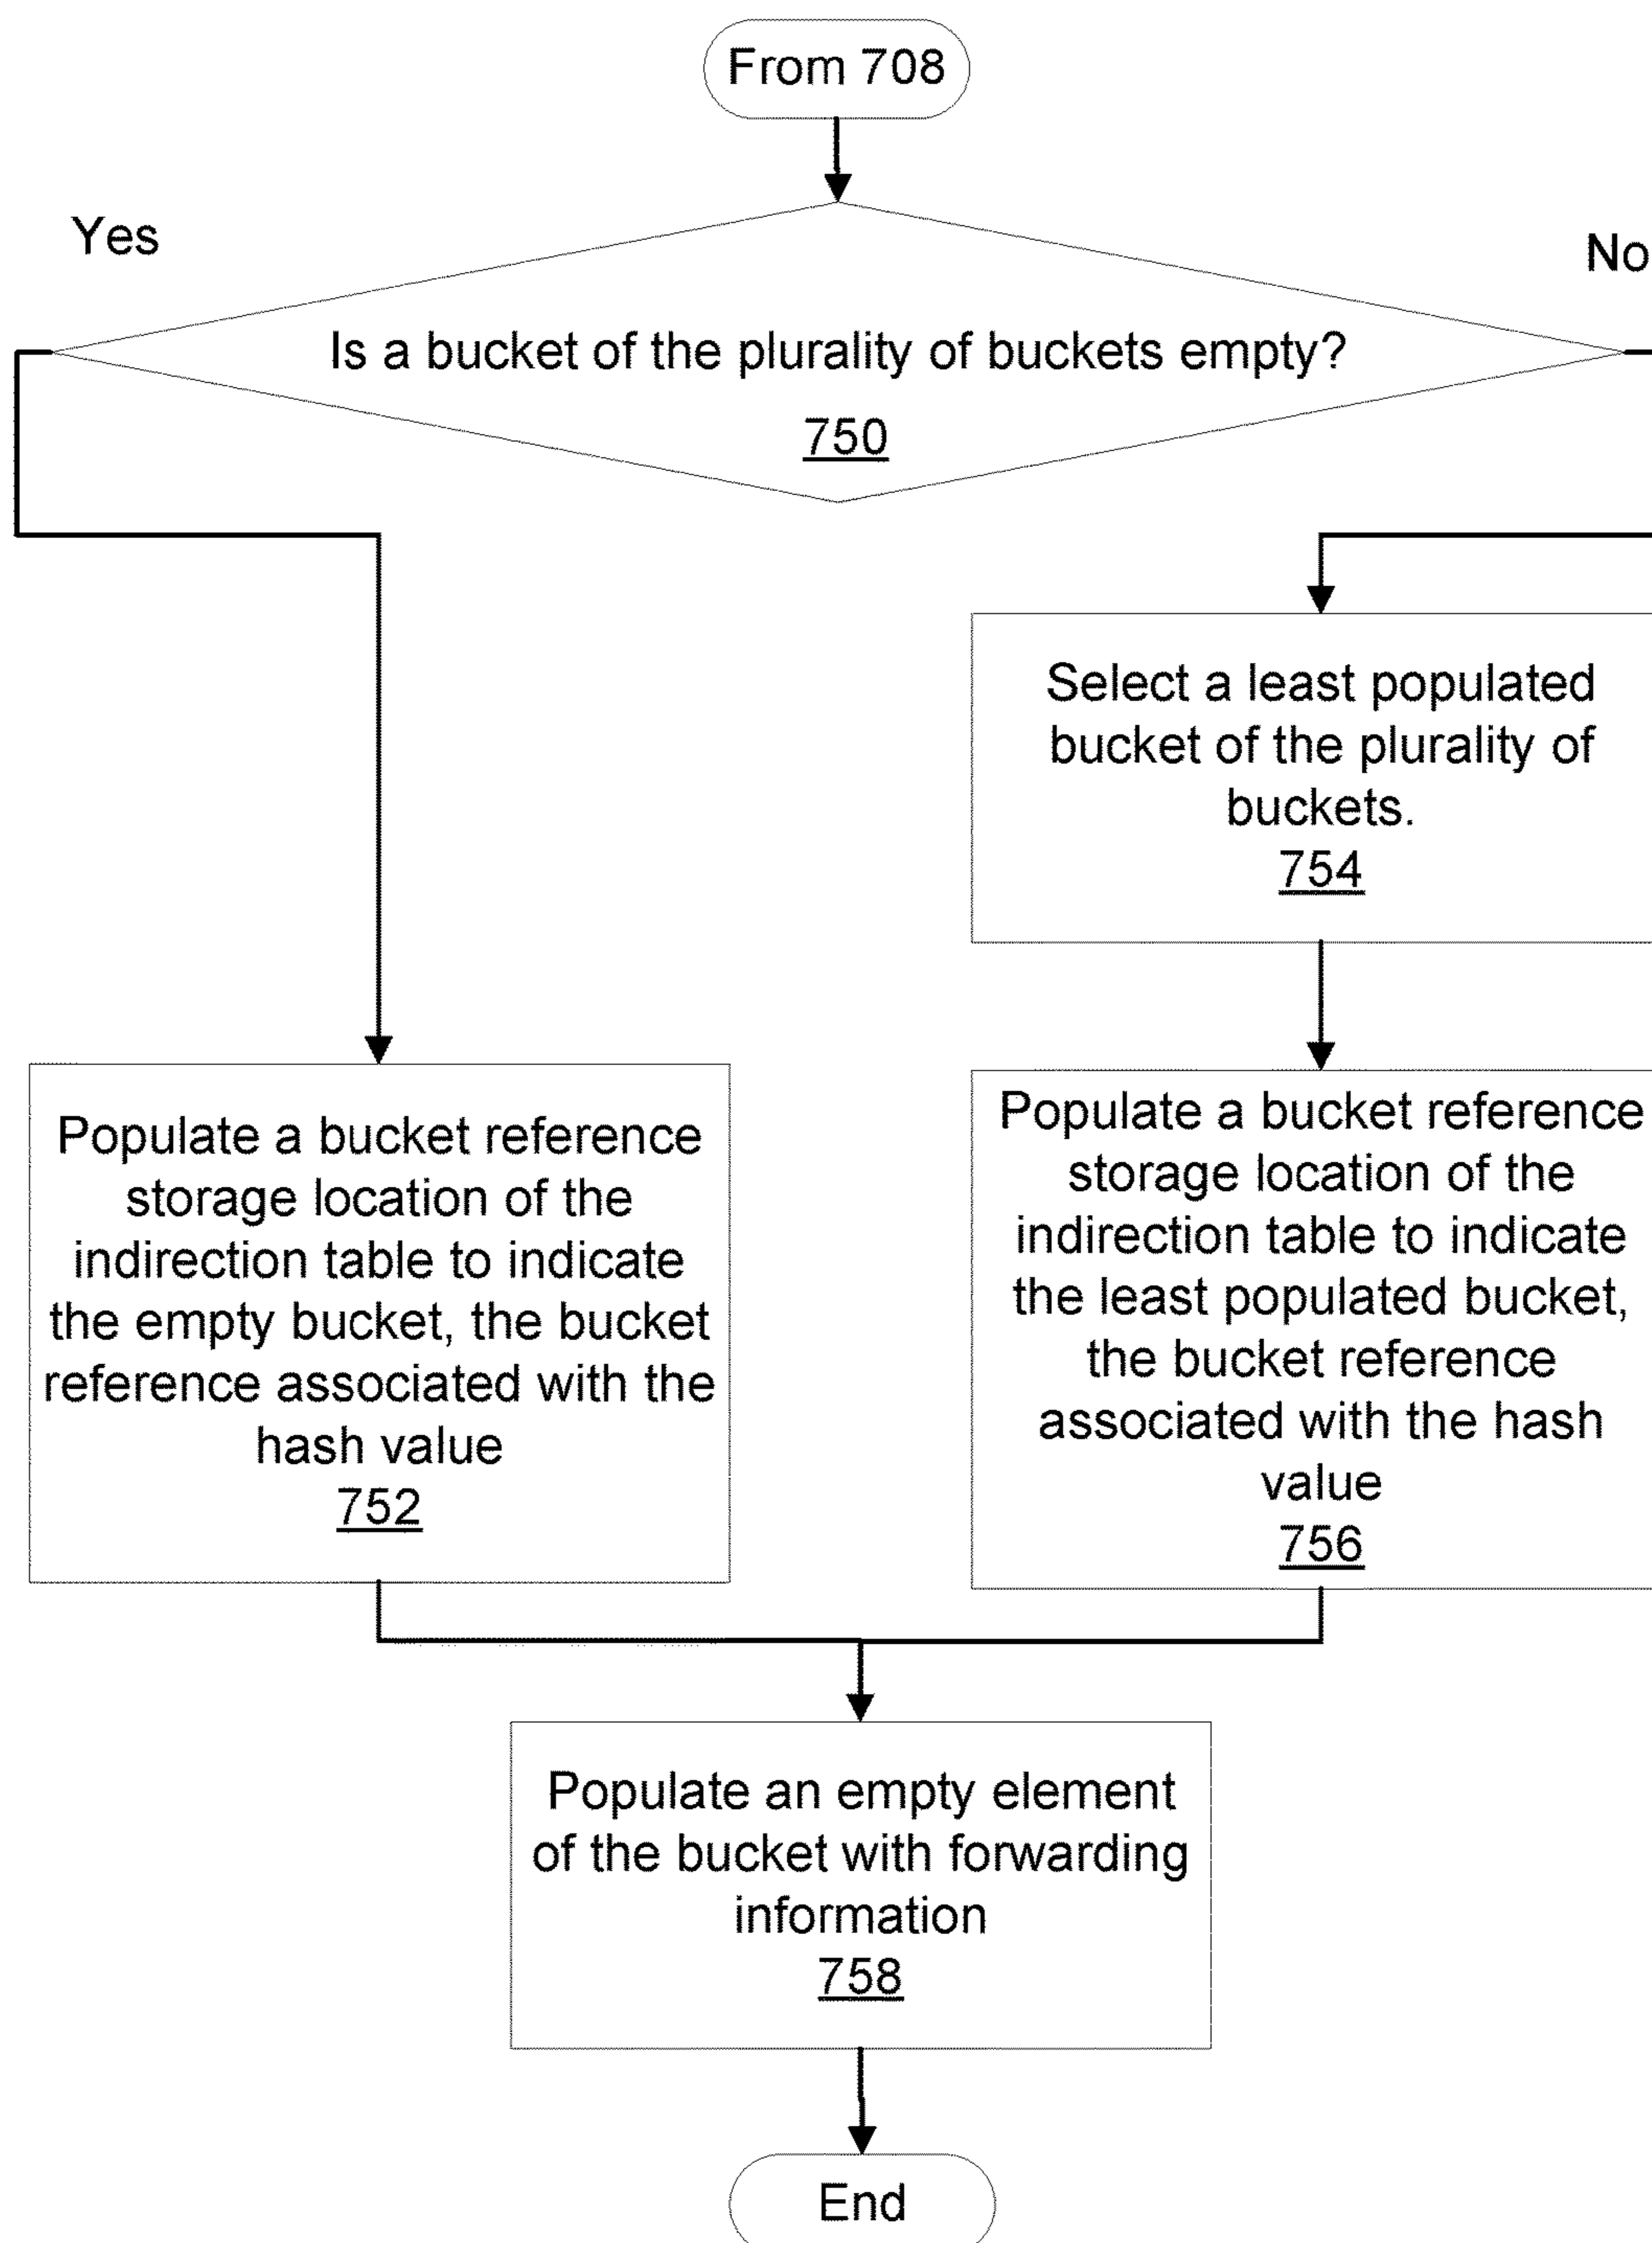 From 708
Yes
No
Is a bucket of the plurality of buckets empty?
750
Select a least populated
bucket of the plurality of
buckets.
754
Populate a bucket reference
storage location of the
indirection table to indicate
the empty bucket, the bucket
reference associated with the
hash value
752
Populate a bucket reference
storage location of the
indirection table to indicate
the least populated bucket,
the bucket reference
associated with the hash
value
756
Populate an empty element
of the bucket with forwarding
information
758
End